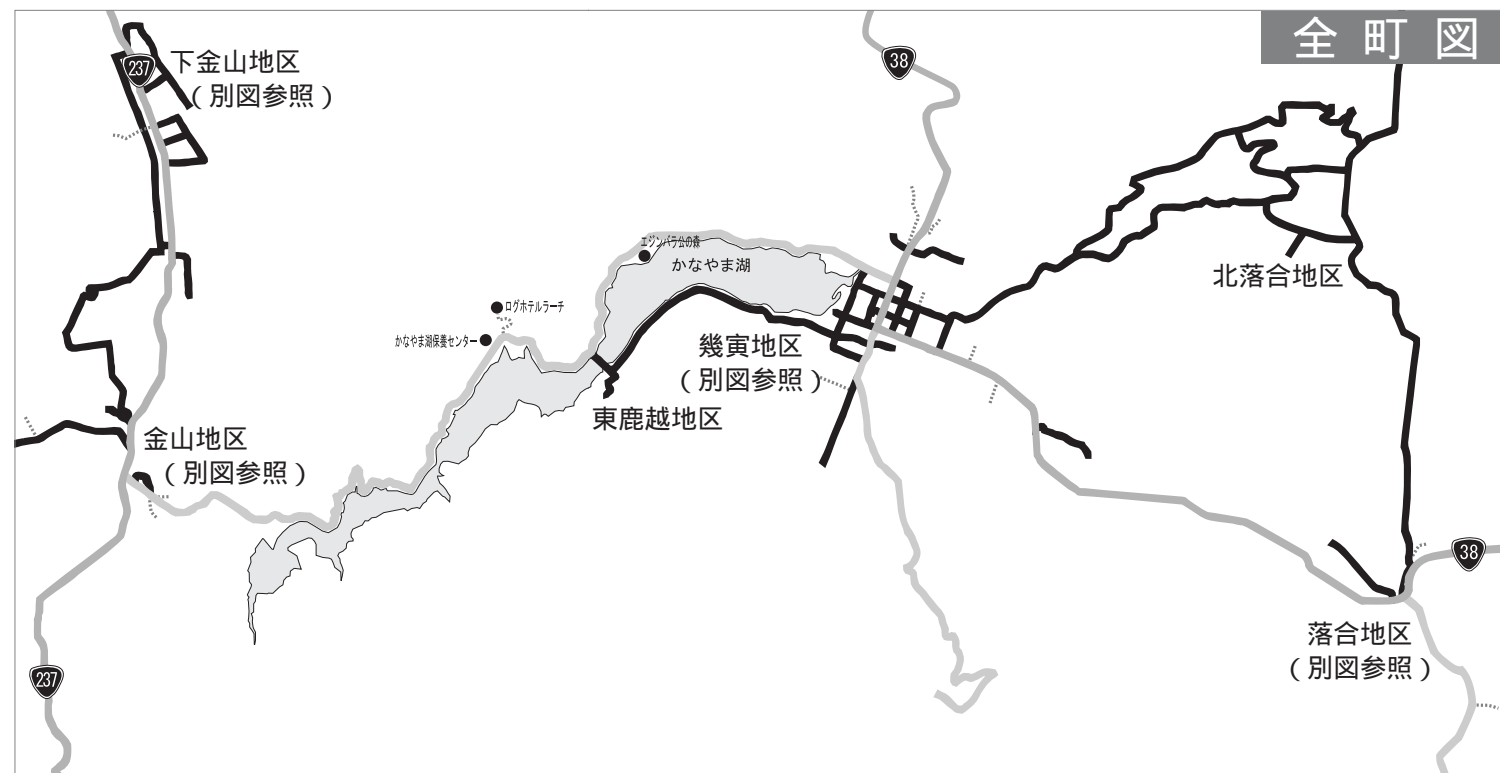 全町図
237
下金山地区
(別図参照)
38
エジンバラ公の森
かなやま湖
北落合地区
ログホテルラーチ
かなやま湖保養センター
幾寅地区
(別図参照)
東鹿越地区
金山地区
(別図参照)
38
落合地区
(別図参照)
237